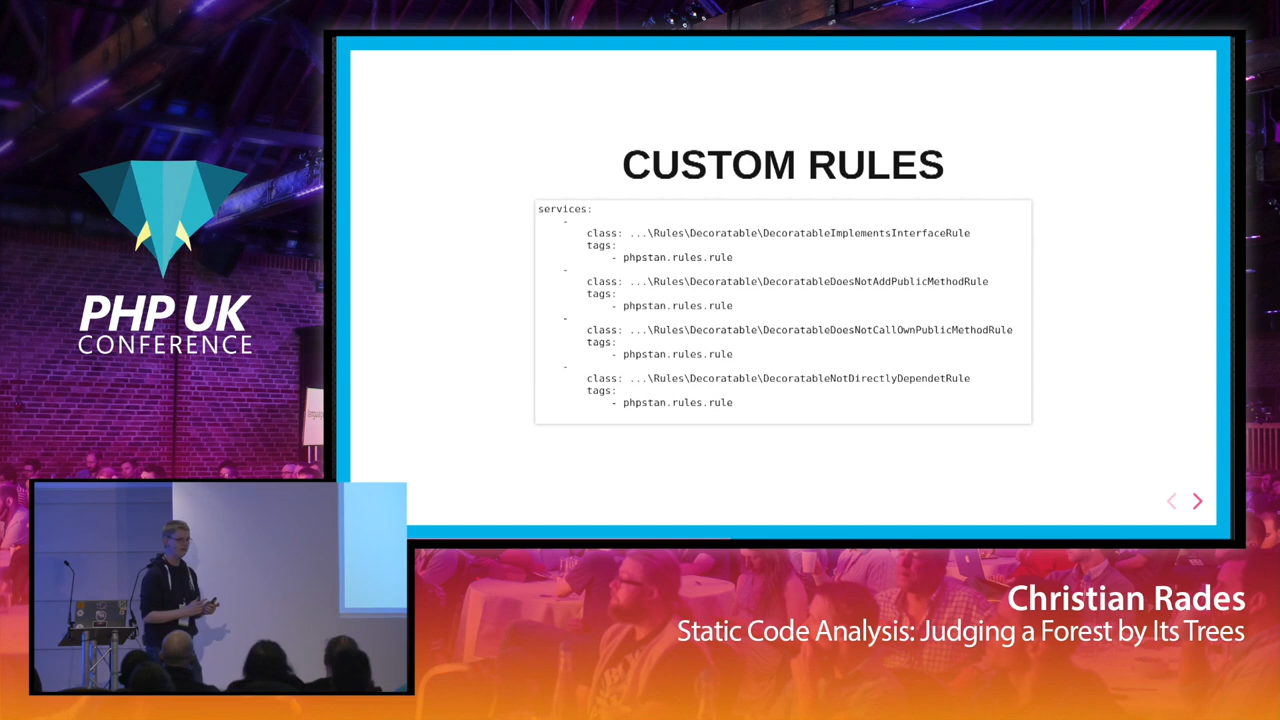 CUSTOM RULES
services:
-
class: ...\Rules\Decoratable\DecoratableImplementsInterfaceRule
tags:
- phpstan.rules.rule
-
class: ...\Rules\Decoratable\DecoratableDoesNotAddPublicMethodRule
tags:
- phpstan.rules.rule
-
class: ...\Rules\Decoratable\DecoratableDoesNotCallOwnPublicMethodRule
tags:
- phpstan.rules.rule
-
class: ...\Rules\Decoratable\DecoratableNotDirectlyDependetRule
tags:
- phpstan.rules.rule
PHP UK
CONFERENCE
Christian Rades
Static Code Analysis: Judging a Forest by Its Trees